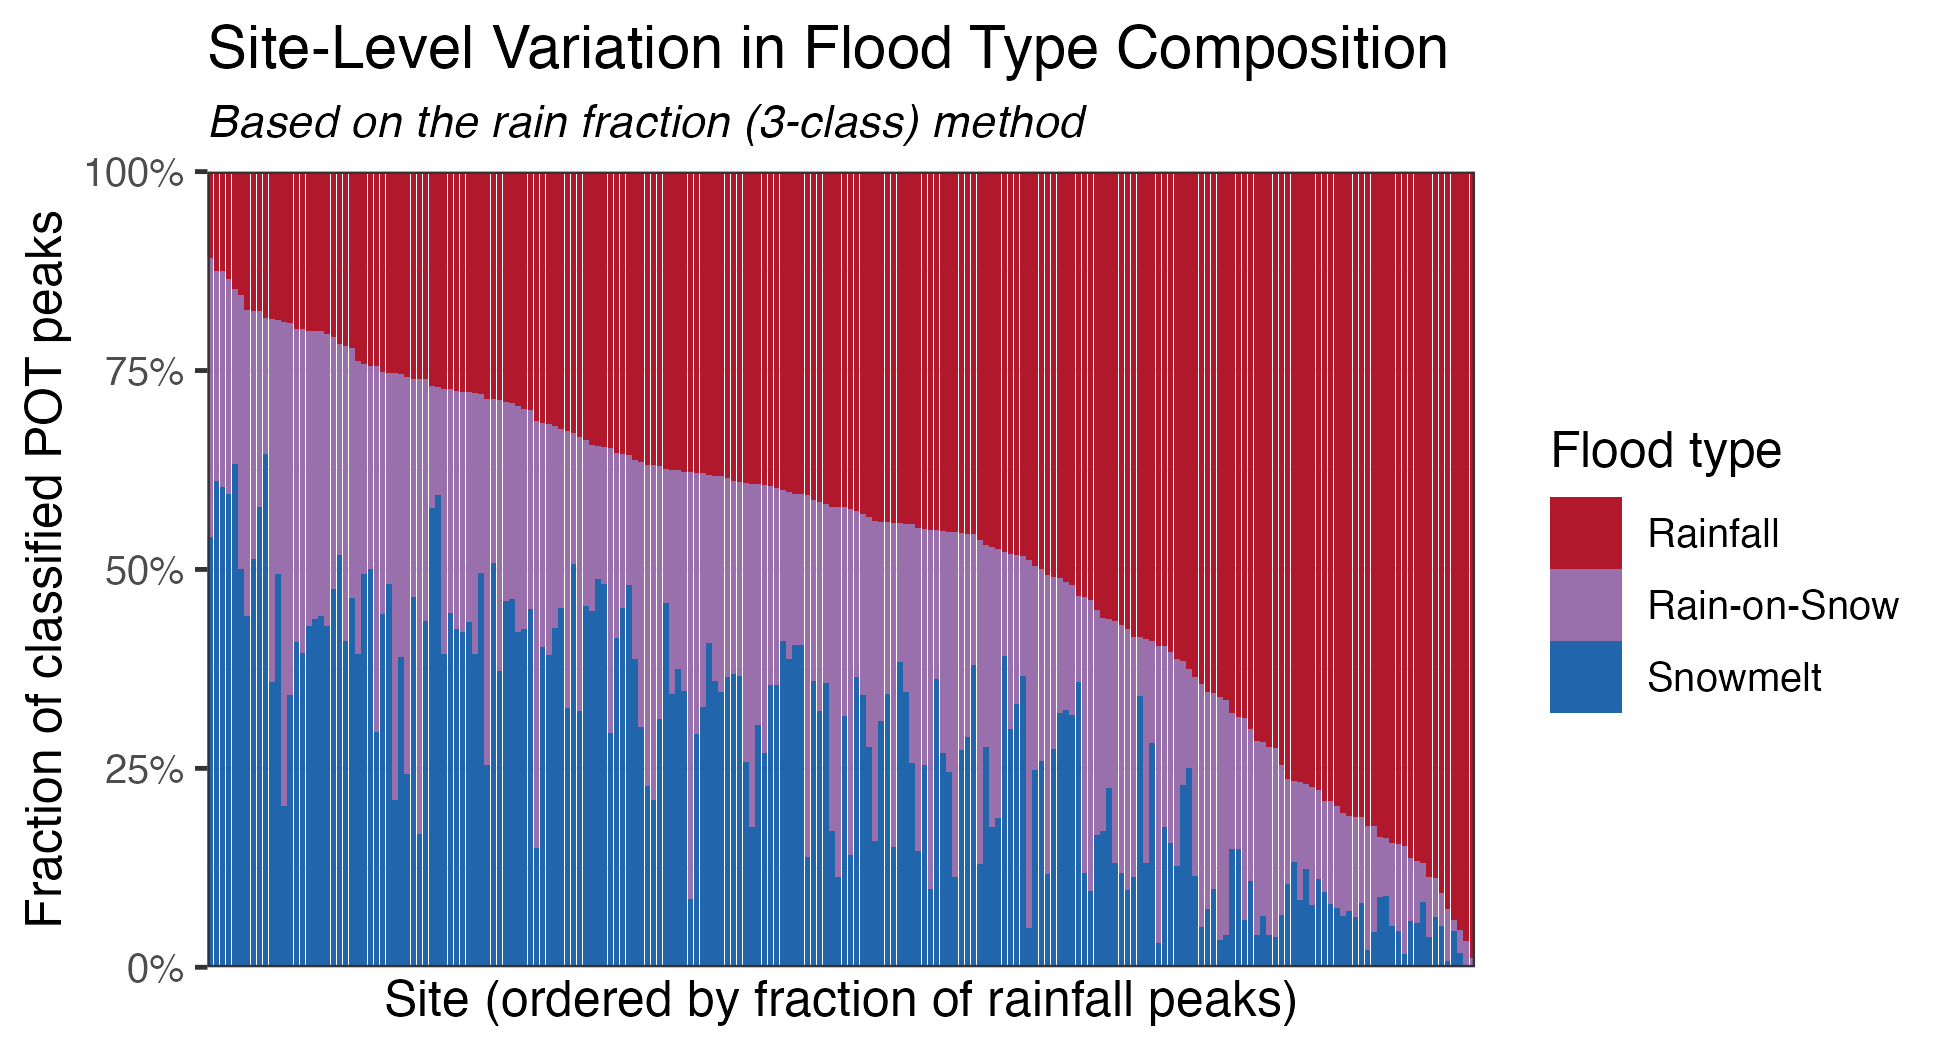 Site-Level Variation in Flood Type Composition
Based on the rain fraction (3-class) method
Fraction of classified POT peaks
100%
75%
50%
25%
0%
Site (ordered by fraction of rainfall peaks)
Flood type
Rainfall
Rain-on-Snow
Snowmelt